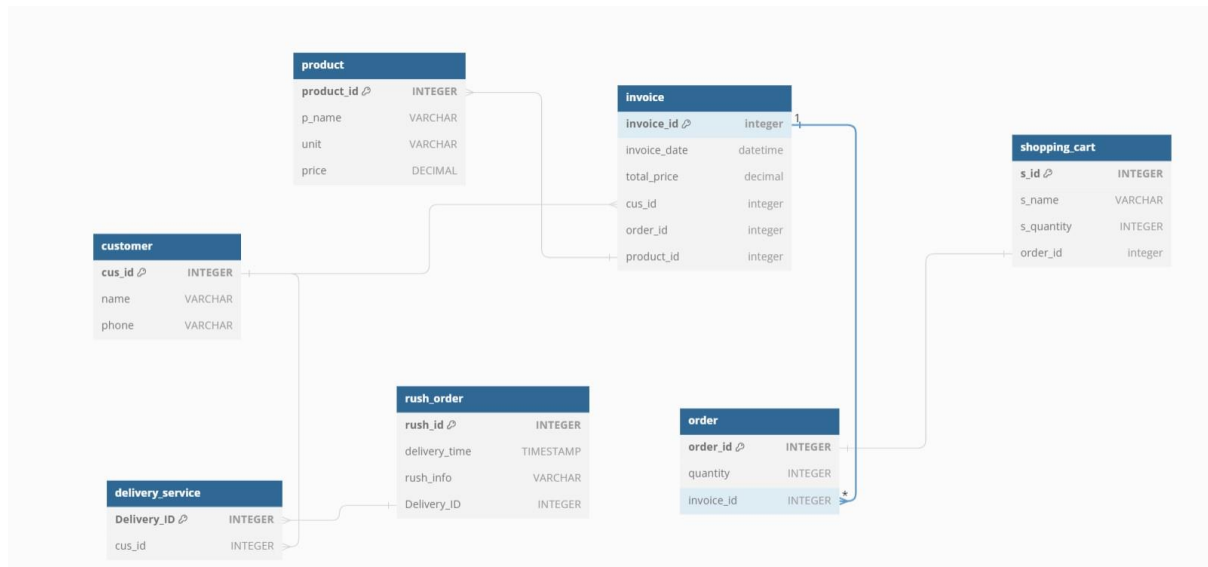 product
product_id INTEGER
p_name VARCHAR
unit VARCHAR
price DECIMAL
invoice
invoice_id integer 1
invoice_date datetime
total_price decimal
cus_id integer
order_id integer
product_id integer
shopping_cart
s_id INTEGER
s_name VARCHAR
s_quantity INTEGER
order_id integer
customer
cus_id INTEGER
name VARCHAR
phone VARCHAR
rush_order
rush_id INTEGER
delivery_time TIMESTAMP
rush_info VARCHAR
Delivery_ID INTEGER
order
order_id INTEGER
quantity INTEGER
invoice_id INTEGER *
delivery_service
Delivery_ID INTEGER
cus_id INTEGER